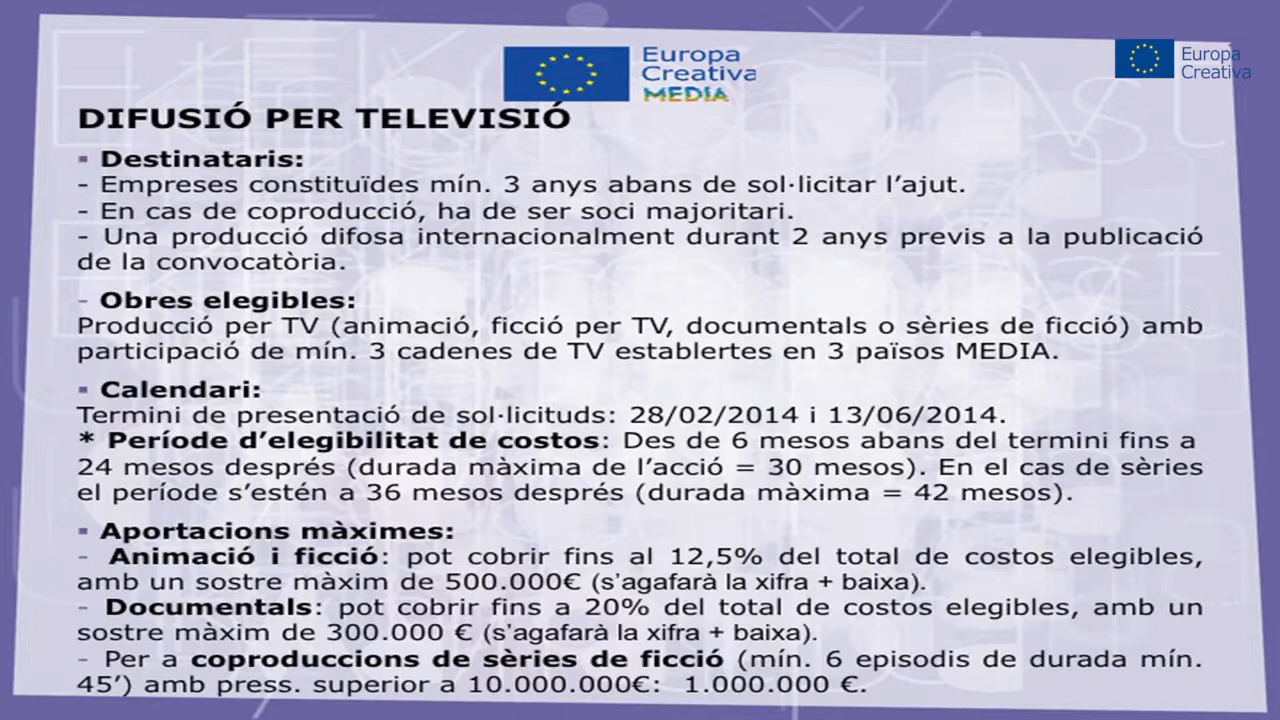 Europa
Creativa
MEDIA
Europa
Creativa
DIFUSIÓ PER TELEVISIÓ
▪ Destinataris:
- Empreses constituïdes mín. 3 anys abans de sol·licitar l’ajut.
- En cas de coproducció, ha de ser soci majoritari.
- Una producció difosa internacionalment durant 2 anys previs a la publicació
de la convocatòria.
- Obres elegibles:
Producció per TV (animació, ficció per TV, documentals o sèries de ficció) amb
participació de mín. 3 cadenes de TV establertes en 3 països MEDIA.
▪ Calendari:
Termini de presentació de sol·licituds: 28/02/2014 i 13/06/2014.
* Període d’elegibilitat de costos: Des de 6 mesos abans del termini fins a
24 mesos després (durada màxima de l’acció = 30 mesos). En el cas de sèries
el període s’estén a 36 mesos després (durada màxima = 42 mesos).
▪ Aportacions màximes:
- Animació i ficció: pot cobrir fins al 12,5% del total de costos elegibles,
amb un sostre màxim de 500.000€ (s’agafarà la xifra + baixa).
- Documentals: pot cobrir fins a 20% del total de costos elegibles, amb un
sostre màxim de 300.000 € (s’agafarà la xifra + baixa).
- Per a coproduccions de sèries de ficció (mín. 6 episodis de durada mín.
45’) amb press. superior a 10.000.000€: 1.000.000 €.